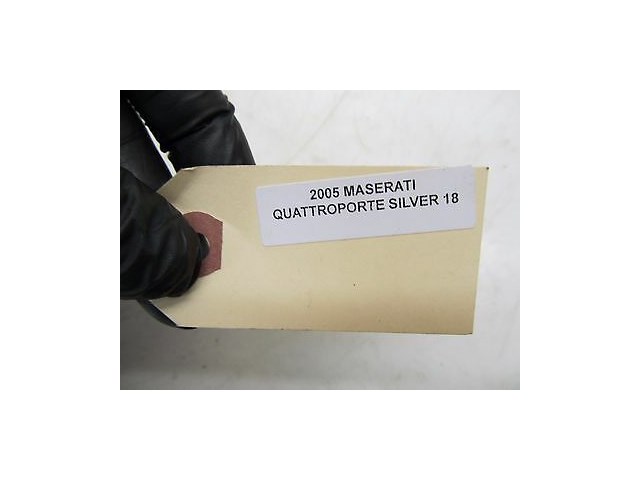 2005 MASERATI
QUATTROPORTE SILVER 18